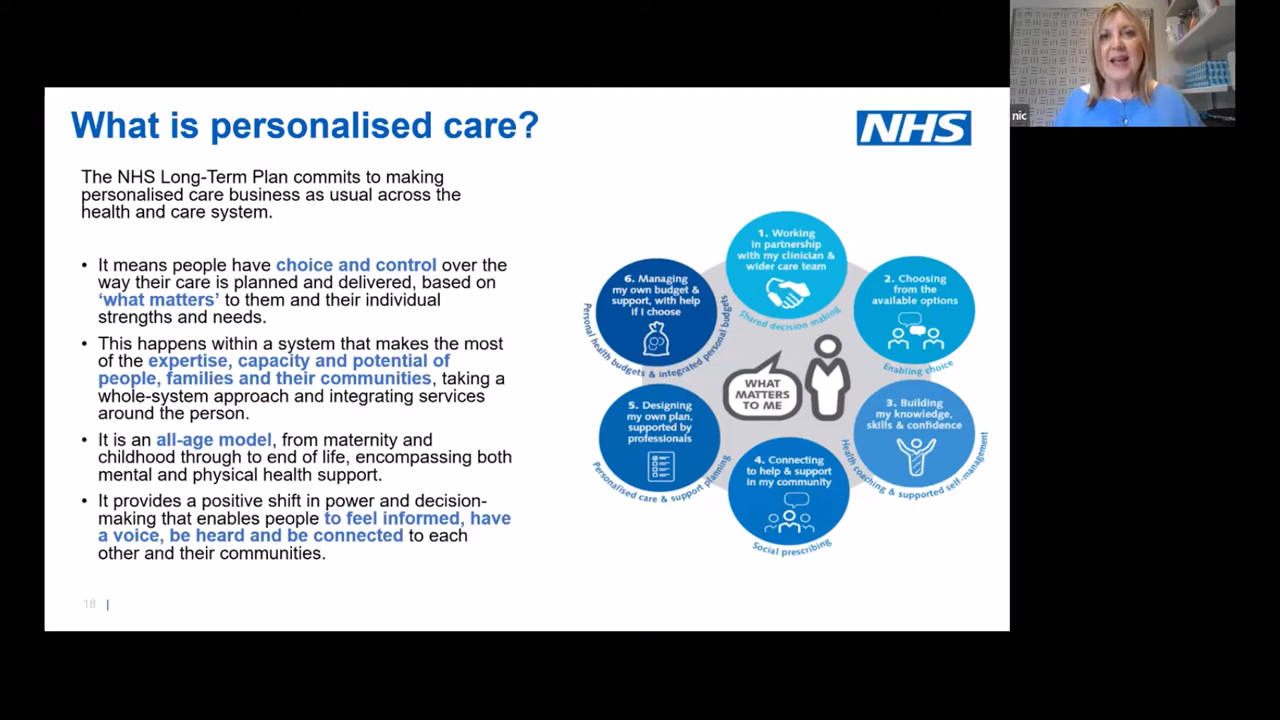 What is personalised care?
NHS
nic
The NHS Long-Term Plan commits to making
personalised care business as usual across the
health and care system.
• It means people have choice and control over the
way their care is planned and delivered, based on
‘what matters’ to them and their individual
strengths and needs.
• This happens within a system that makes the most
of the expertise, capacity and potential of
people, families and their communities, taking a
whole-system approach and integrating services
around the person.
• It is an all-age model, from maternity and
childhood through to end of life, encompassing both
mental and physical health support.
• It provides a positive shift in power and decision-
making that enables people to feel informed, have
a voice, be heard and be connected to each
other and their communities.
1. Working
in partnership
with my clinician &
wider care team
Shared decision making
2. Choosing
from the
available options
Enabling choice
3. Building
my knowledge,
skills & confidence
Health coaching & supported self-management
4. Connecting
to help & support
in my community
Social prescribing
5. Designing
my own plan,
supported by
professionals
Personalised care & support planning
6. Managing
my own budget &
support, with help
if I choose
Personal health budgets & integrated personal budgets
WHAT
MATTERS
TO ME
18 |